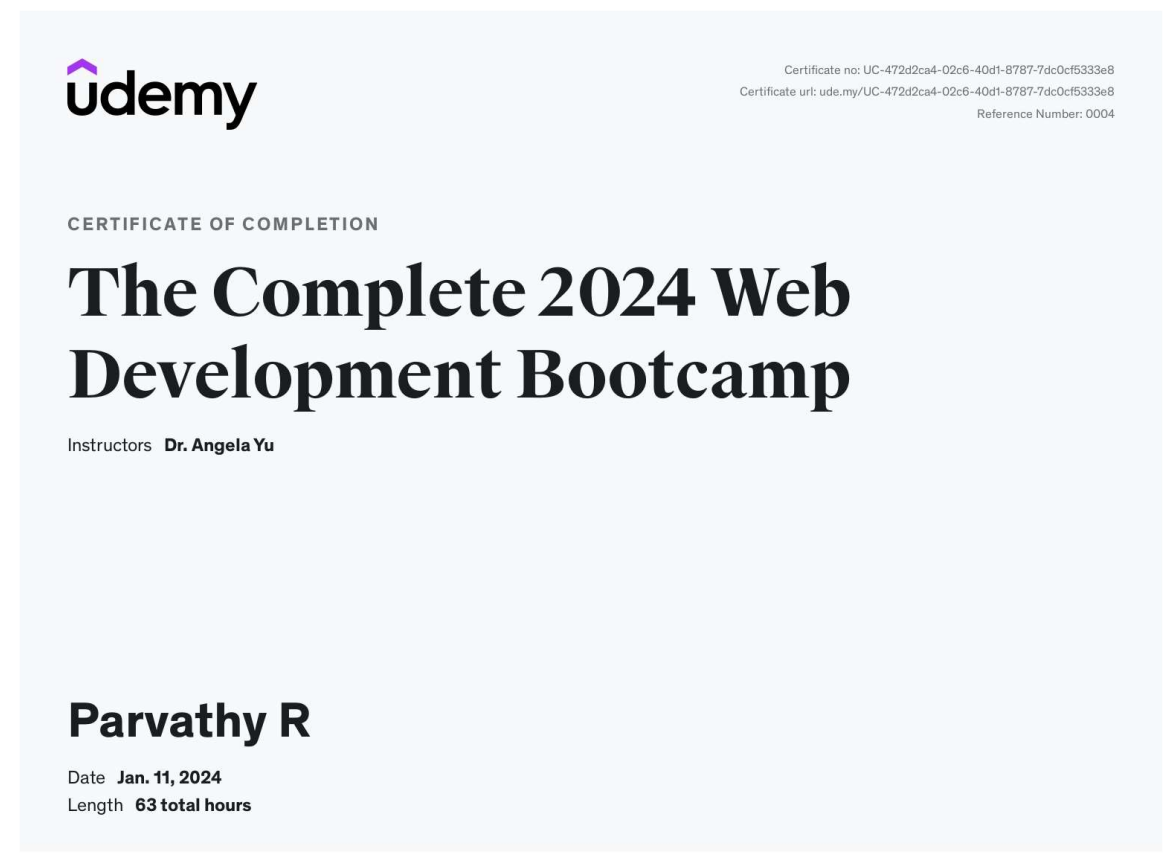 udemy
Certificate no: UC-472d2ca4-02c6-40d1-8787-7dc0cf5333e8
Certificate url: ude.my/UC-472d2ca4-02c6-40d1-8787-7dc0cf5333e8
Reference Number: 0004
CERTIFICATE OF COMPLETION
The Complete 2024 Web
Development Bootcamp
Instructors Dr. Angela Yu
Parvathy R
Date Jan. 11, 2024
Length 63 total hours